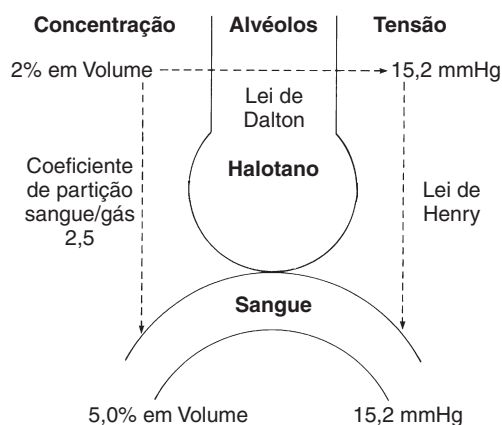 Concentração Alvéolos Tensão
2% em Volume 15,2 mmHg
Lei de
Dalton
Halotano
Coeficiente
de partição
sangue/gás
2,5
Lei de
Henry
Sangue
5,0% em Volume 15,2 mmHg